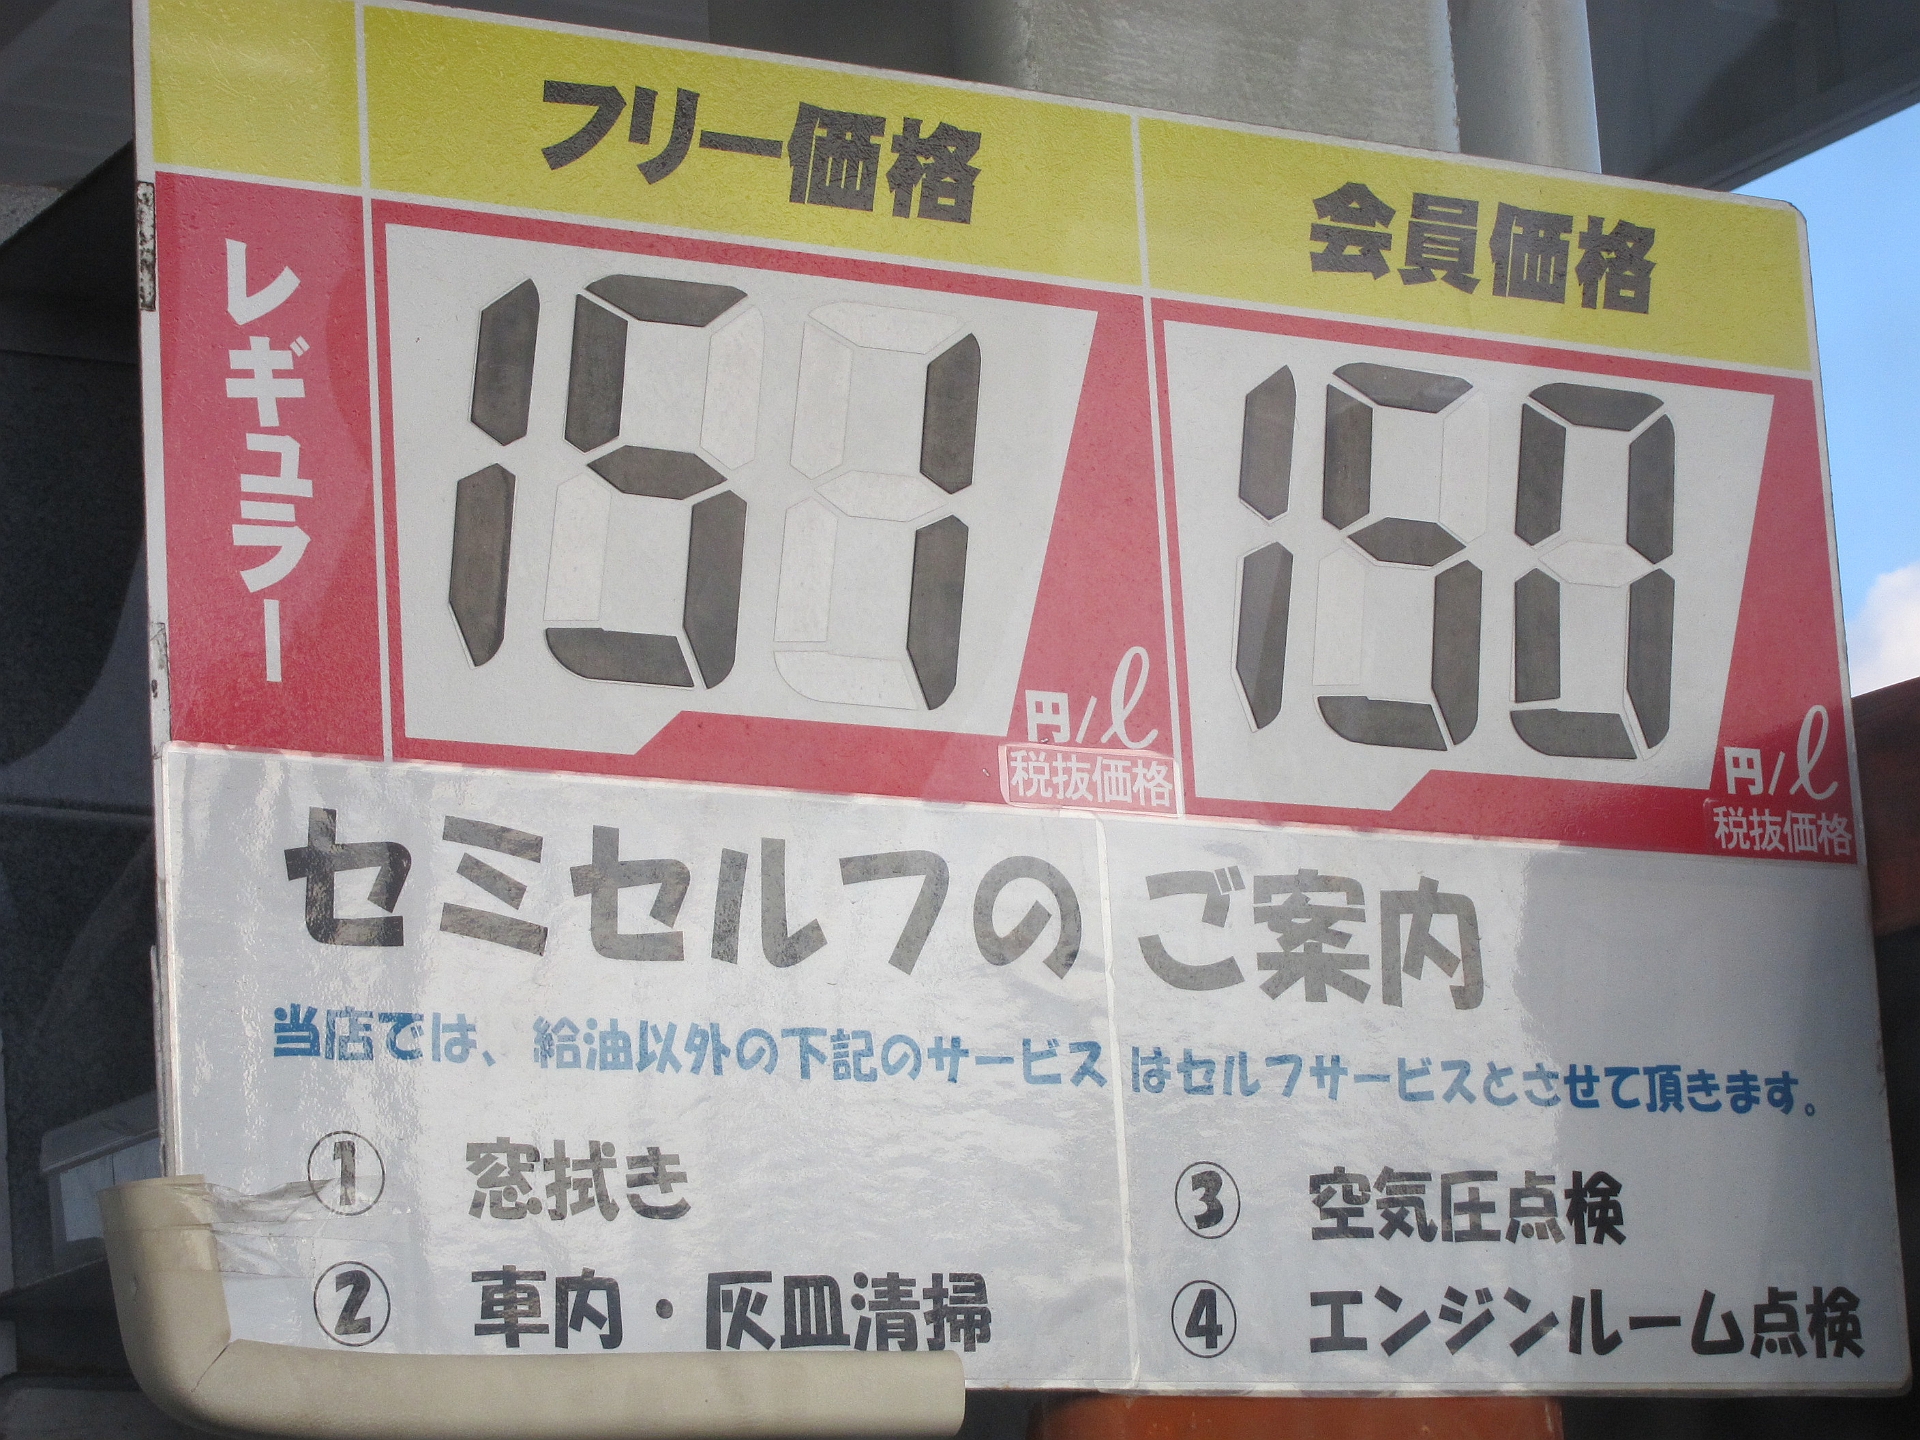 フリー価格 会員価格
レギュラー
151 150
円/ℓ 円/ℓ
税抜価格 税抜価格
セミセルフの ご案内
当店では、給油以外の下記のサービス はセルフサービスとさせて頂きます。
① 窓拭き ③ 空気圧点検
② 車内・灰皿清掃 ④ エンジンルーム点検